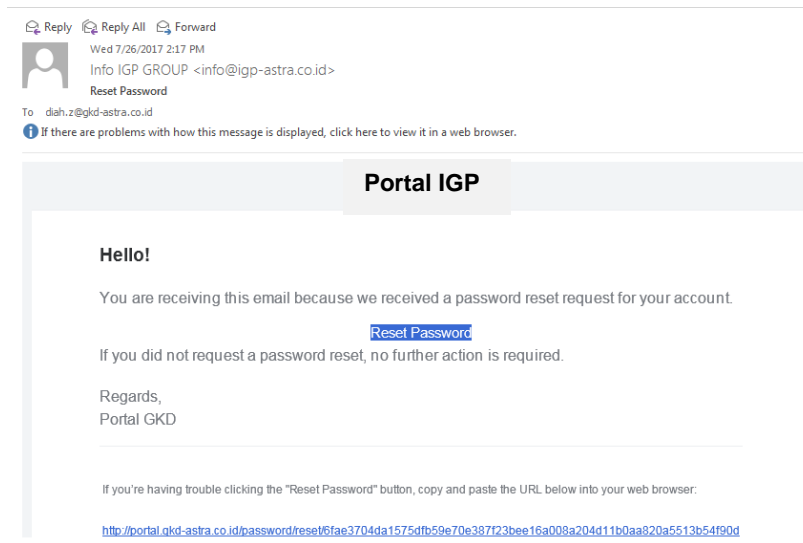 Reply Reply All Forward
Wed 7/26/2017 2:17 PM
Info IGP GROUP <info@igp-astra.co.id>
Reset Password
To diah.z@gkd-astra.co.id
If there are problems with how this message is displayed, click here to view it in a web browser.
Portal IGP
Hello!
You are receiving this email because we received a password reset request for your account.
Reset Password
If you did not request a password reset, no further action is required.
Regards,
Portal GKD
If you're having trouble clicking the "Reset Password" button, copy and paste the URL below into your web browser:
http://portal.gkd-astra.co.id/password/reset/6fae3704da1575dfb59e70e387f23bee16a008a204d11b0aa820a5513b54f90d